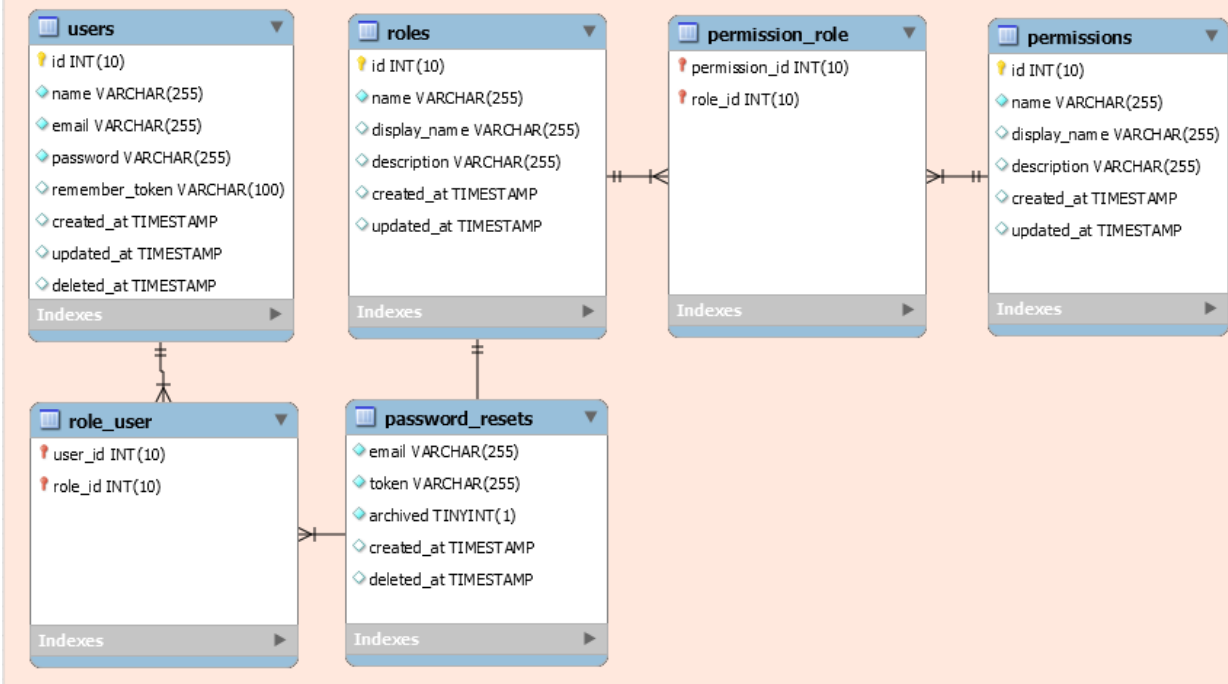 users
id INT(10)
name VARCHAR(255)
email VARCHAR(255)
password VARCHAR(255)
remember_token VARCHAR(100)
created_at TIMESTAMP
updated_at TIMESTAMP
deleted_at TIMESTAMP
Indexes
roles
id INT(10)
name VARCHAR(255)
display_name VARCHAR(255)
description VARCHAR(255)
created_at TIMESTAMP
updated_at TIMESTAMP
Indexes
permission_role
permission_id INT(10)
role_id INT(10)
Indexes
permissions
id INT(10)
name VARCHAR(255)
display_name VARCHAR(255)
description VARCHAR(255)
created_at TIMESTAMP
updated_at TIMESTAMP
Indexes
role_user
user_id INT(10)
role_id INT(10)
Indexes
password_resets
email VARCHAR(255)
token VARCHAR(255)
archived TINYINT(1)
created_at TIMESTAMP
deleted_at TIMESTAMP
Indexes